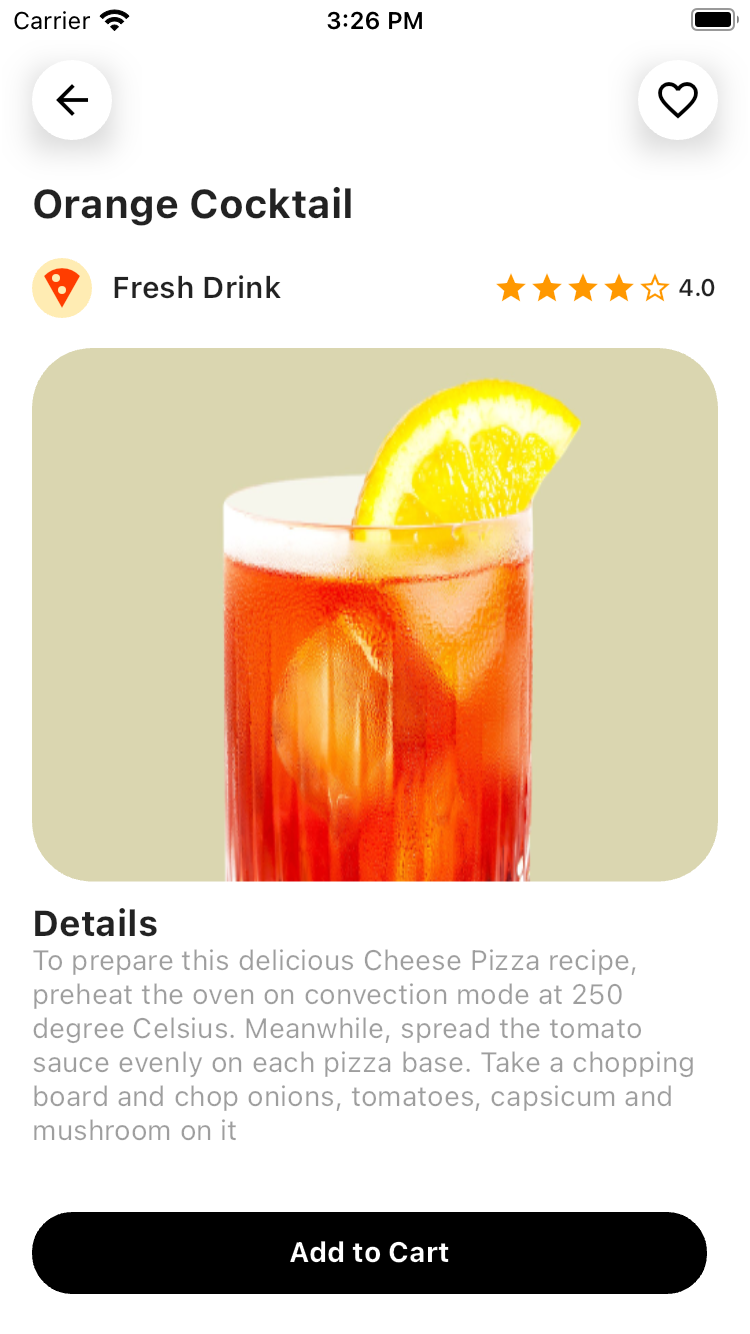 Carrier 3:26 PM
Orange Cocktail
Fresh Drink 4.0
Details
To prepare this delicious Cheese Pizza recipe,
preheat the oven on convection mode at 250
degree Celsius. Meanwhile, spread the tomato
sauce evenly on each pizza base. Take a chopping
board and chop onions, tomatoes, capsicum and
mushroom on it
Add to Cart